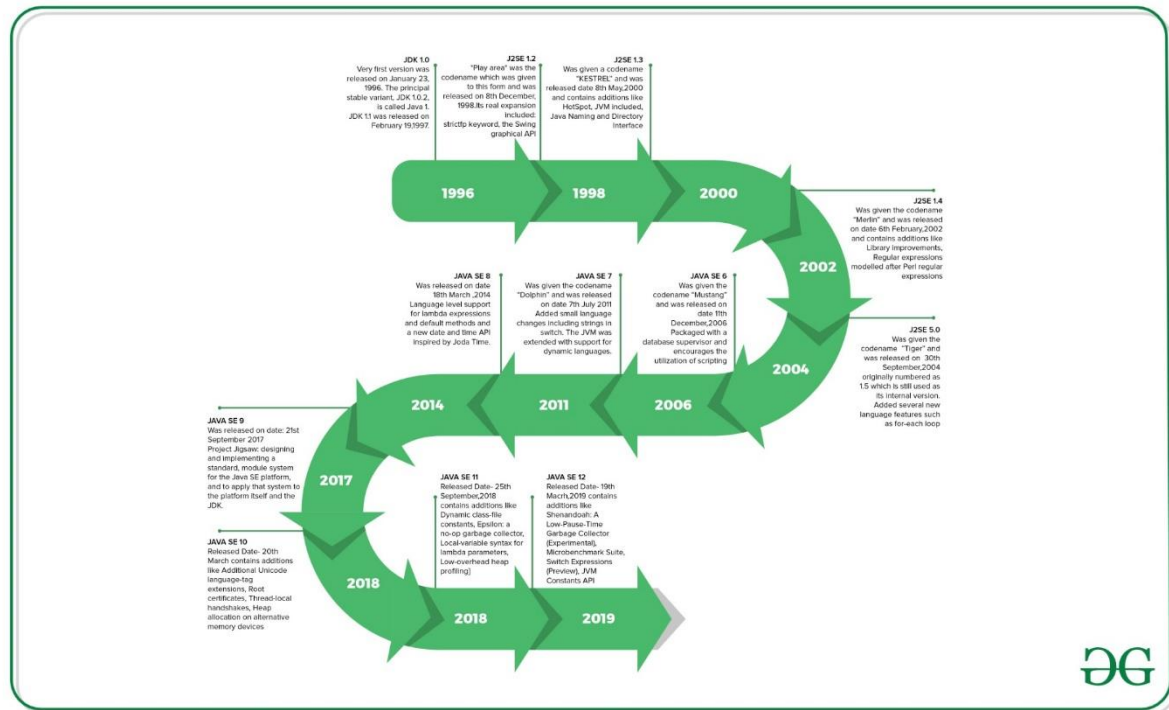 JDK 1.0
Very first version was
released on January 23,
1996. The principal
stable variant, JDK 1.0.2,
is called Java 1.
JDK 1.1 was released on
February 19,1997.
J2SE 1.2
"Play area" was the
codename which was given
to this form and was
released on 8th December,
1998.Its real expansion
included:
strictfp keyword, the Swing
graphical API
J2SE 1.3
Was given a codename
"KESTREL" and was
released date 8th May,2000
and contains additions like
HotSpot, JVM included,
Java Naming and Directory
Interface
1996
1998
2000
J2SE 1.4
Was given the codename
"Merlin" and was released
on date 6th February,2002
and contains additions like
Library Improvements,
Regular expressions
modelled after Perl regular
expressions
2002
J2SE 5.0
Was given the
codename "Tiger" and
was released on 30th
September,2004
originally numbered as
1.5 which is still used as
its internal version.
Added several new
language features such
as for-each loop
2004
JAVA SE 6
Was given the
codename "Mustang"
and was released on
date 11th
December,2006
Packaged with a
database supervisor and
encourages the
utilization of scripting
2006
JAVA SE 7
Was given the codename
"Dolphin" and was released
on date 7th July 2011
Added small language
changes including strings in
switch. The JVM was
extended with support for
dynamic languages.
2011
JAVA SE 8
Was released on date
18th March ,2014
Language level support
for lambda expressions
and default methods and
a new date and time API
inspired by Joda Time.
2014
JAVA SE 9
Was released on date: 21st
September 2017
Project Jigsaw: designing
and implementing a
standard, module system
for the Java SE platform,
and to apply that system to
the platform itself and the
JDK.
2017
JAVA SE 10
Released Date- 20th
March contains additions
like Additional Unicode
language-tag
extensions, Root
certificates, Thread-local
handshakes, Heap
allocation on alternative
memory devices
2018
JAVA SE 11
Released Date- 25th
September,2018
contains additions like
Dynamic class-file
constants, Epsilon: a
no-op garbage collector,
Local-variable syntax for
lambda parameters,
Low-overhead heap
profiling]
2018
JAVA SE 12
Released Date- 19th
Macrh,2019 contains
additions like
Shenandoah: A
Low-Pause-Time
Garbage Collector
(Experimental),
Microbenchmark Suite,
Switch Expressions
(Preview), JVM
Constants API
2019